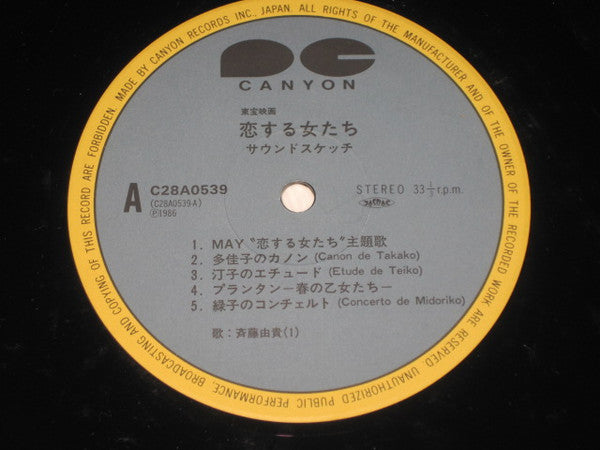 MADE BY CANYON RECORDS INC., JAPAN. ALL RIGHTS OF THE MANUFACTURER AND OF THE OWNER OF THE RECORDED WORK ARE RESERVED. UNAUTHORIZED PUBLIC PERFORMANCE, BROADCASTING AND COPYING OF THIS RECORD ARE FORBIDDEN.
CANYON
東宝映画
恋する女たち
サウンドスケッチ
A C28A0539
(C28A0539A)
Ⓟ1986
STEREO 33⅓r.p.m.
1. MAY〝恋する女たち〟主題歌
2. 多佳子のカノン (Canon de Takako)
3. 汀子のエチュード (Etude de Teiko)
4. プランタン—春の乙女たち—
5. 緑子のコンチェルト (Concerto de Midoriko)
歌：斉藤由貴(1)